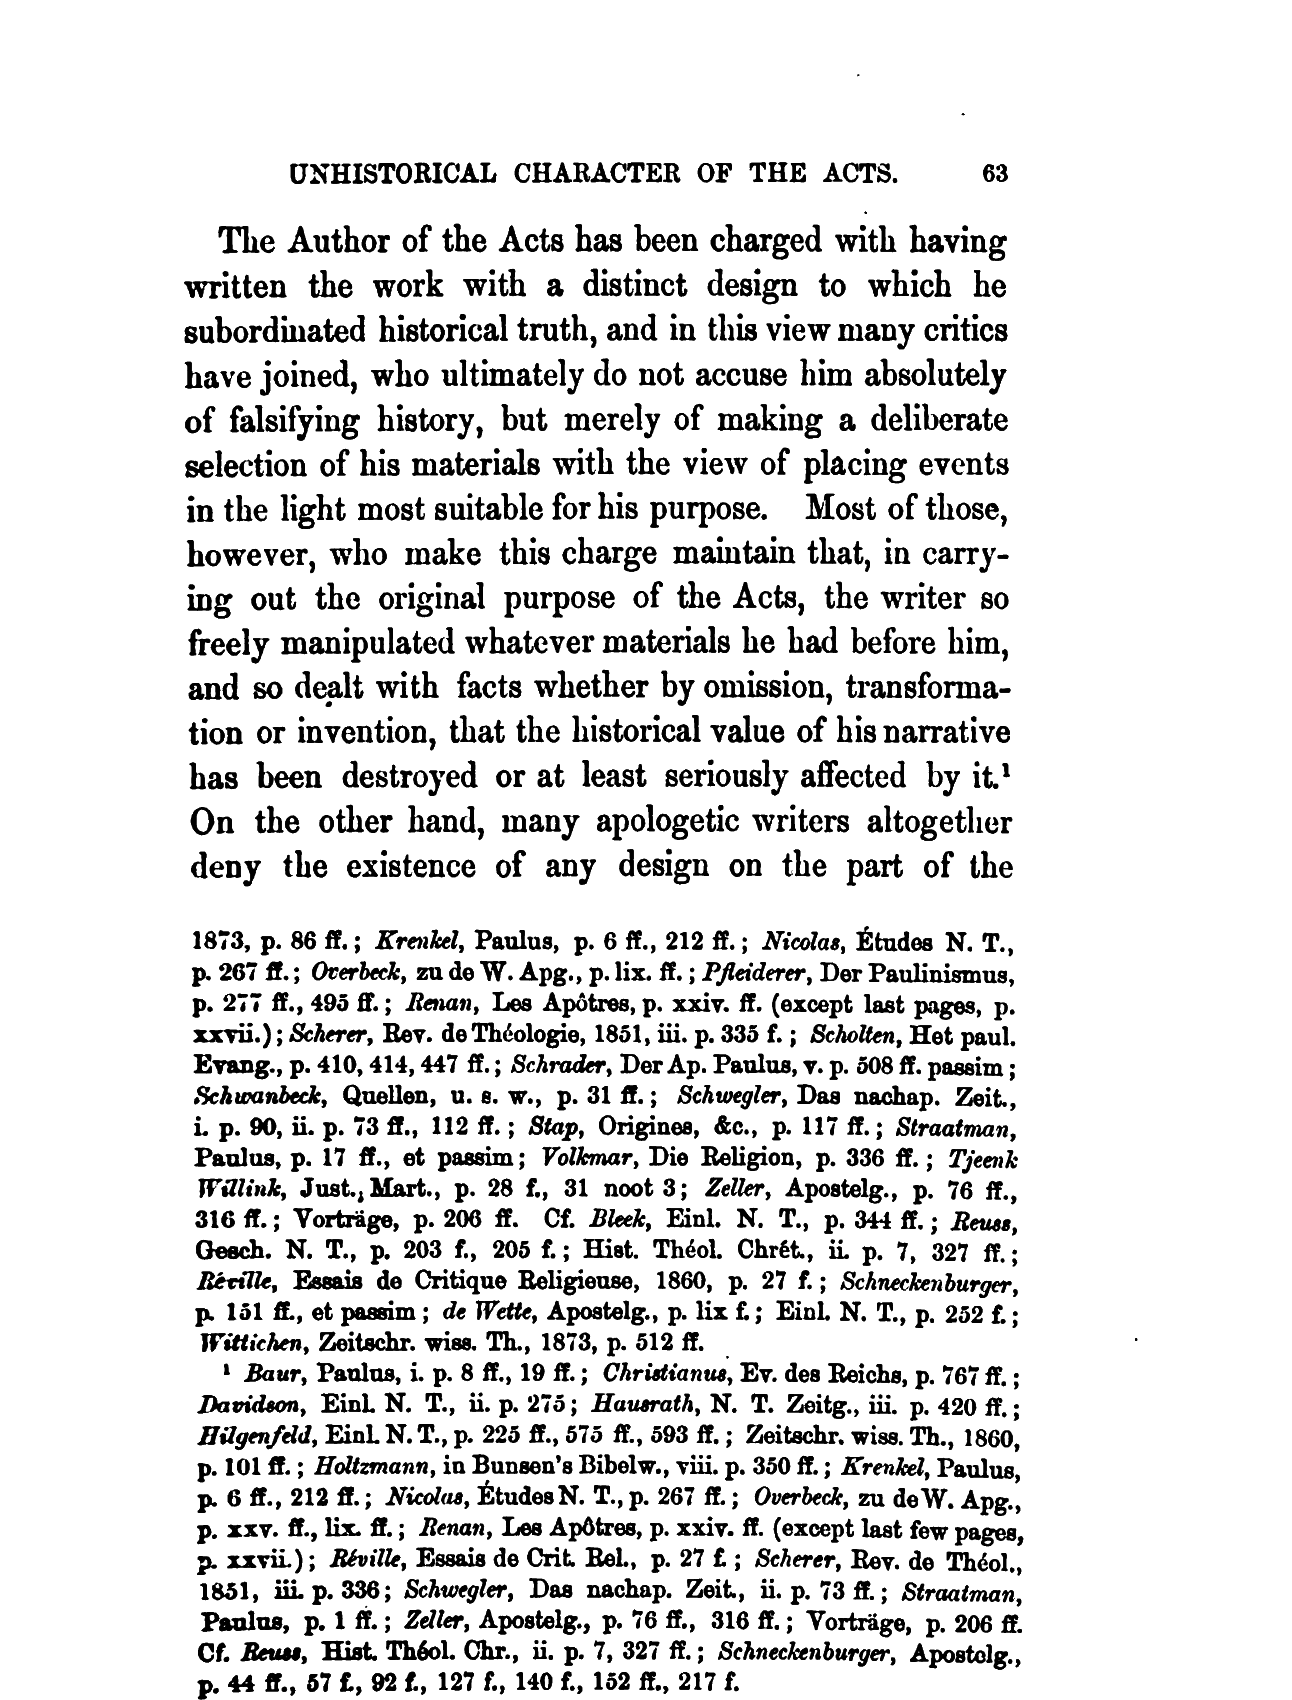 UNHISTORICAL CHARACTER OF THE ACTS. 63
The Author of the Acts has been charged with having
written the work with a distinct design to which he
subordinated historical truth, and in this view many critics
have joined, who ultimately do not accuse him absolutely
of falsifying history, but merely of making a deliberate
selection of his materials with the view of placing events
in the light most suitable for his purpose. Most of those,
however, who make this charge maintain that, in carry-
ing out the original purpose of the Acts, the writer so
freely manipulated whatever materials he had before him,
and so dealt with facts whether by omission, transforma-
tion or invention, that the historical value of his narrative
has been destroyed or at least seriously affected by it.¹
On the other hand, many apologetic writers altogether
deny the existence of any design on the part of the
1873, p. 86 ff.; Krenkel, Paulus, p. 6 ff., 212 ff.; Nicolas, Études N. T.,
p. 267 ff.; Overbeck, zu de W. Apg., p. lix. ff.; Pfleiderer, Der Paulinismus,
p. 277 ff., 495 ff.; Renan, Les Apôtres, p. xxiv. ff. (except last pages, p.
xxvii.); Scherer, Rev. de Théologie, 1851, iii. p. 335 f.; Scholten, Het paul.
Evang., p. 410, 414, 447 ff.; Schrader, Der Ap. Paulus, v. p. 508 ff. passim;
Schwanbeck, Quellen, u. s. w., p. 31 ff.; Schwegler, Das nachap. Zeit.,
i. p. 90, ii. p. 73 ff., 112 ff.; Stap, Origines, &c., p. 117 ff.; Straatman,
Paulus, p. 17 ff., et passim; Volkmar, Die Religion, p. 336 ff.; Tjeenk
Willink, Just. Mart., p. 28 f., 31 noot 3; Zeller, Apostelg., p. 76 ff.,
316 ff.; Vorträge, p. 206 ff. Cf. Bleek, Einl. N. T., p. 344 ff.; Reuss,
Gesch. N. T., p. 203 f., 205 f.; Hist. Théol. Chrét., ii. p. 7, 327 ff.;
Réville, Essais de Critique Religieuse, 1860, p. 27 f.; Schneckenburger,
p. 151 ff., et passim; de Wette, Apostelg., p. lix f.; Einl. N. T., p. 252 f.;
Wittichen, Zeitschr. wiss. Th., 1873, p. 512 ff.
¹ Baur, Paulus, i. p. 8 ff., 19 ff.; Christianus, Ev. des Reichs, p. 767 ff.;
Davidson, Einl. N. T., ii. p. 275; Hausrath, N. T. Zeitg., iii. p. 420 ff.;
Hilgenfeld, Einl. N. T., p. 225 ff., 575 ff., 593 ff.; Zeitschr. wiss. Th., 1860,
p. 101 ff.; Holtzmann, in Bunsen's Bibelw., viii. p. 350 ff.; Krenkel, Paulus,
p. 6 ff., 212 ff.; Nicolas, Études N. T., p. 267 ff.; Overbeck, zu de W. Apg.,
p. xxv. ff., lix. ff.; Renan, Les Apôtres, p. xxiv. ff. (except last few pages,
p. xxvii.); Réville, Essais de Crit. Rel., p. 27 f.; Scherer, Rev. de Théol.,
1851, iii. p. 336; Schwegler, Das nachap. Zeit., ii. p. 73 ff.; Straatman,
Paulus, p. 1 ff.; Zeller, Apostelg., p. 76 ff., 316 ff.; Vorträge, p. 206 ff.
Cf. Reuss, Hist. Théol. Chr., ii. p. 7, 327 ff.; Schneckenburger, Apostolg.,
p. 44 ff., 57 f., 92 f., 127 f., 140 f., 152 ff., 217 f.